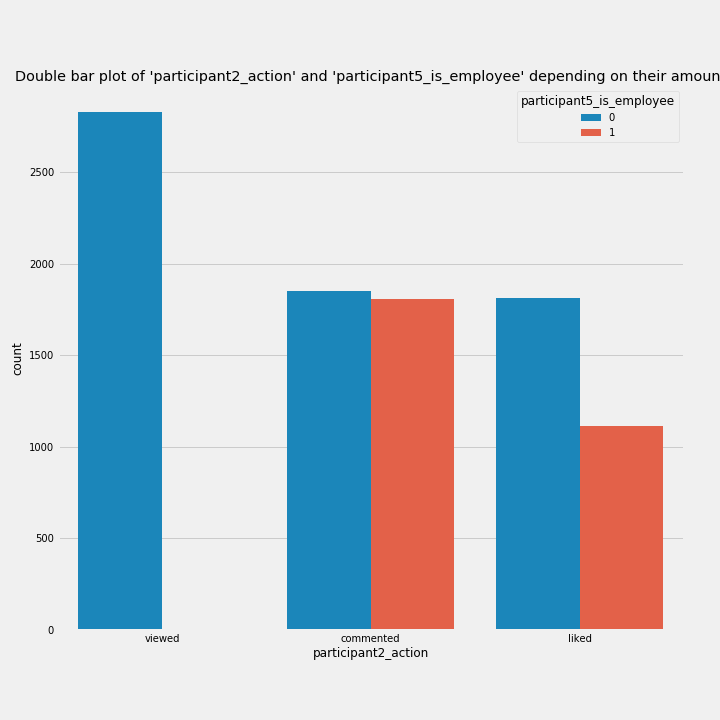 Double bar plot of 'participant2_action' and 'participant5_is_employee' depending on their amoun
participant5_is_employee
0
1
2500
2000
1500
1000
500
0
count
viewed
commented
liked
participant2_action